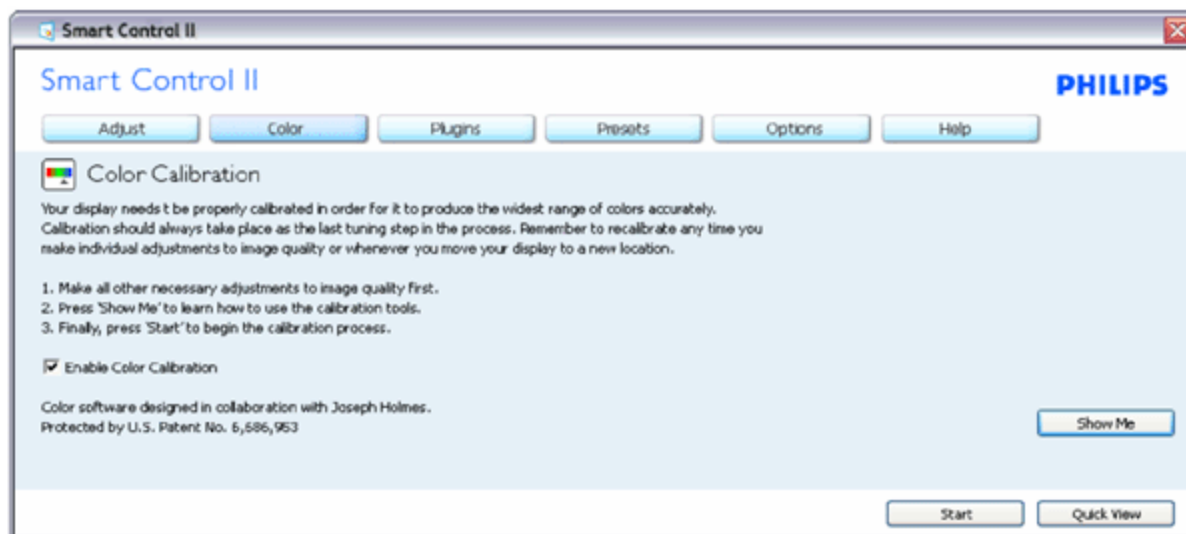 Smart Control II
Smart Control II
PHILIPS
Adjust Color Plugins Presets Options Help
Color Calibration
Your display needs t be properly calibrated in order for it to produce the widest range of colors accurately.
Calibration should always take place as the last tuning step in the process. Remember to recalibrate any time you
make individual adjustments to image quality or whenever you move your display to a new location.
1. Make all other necessary adjustments to image quality first.
2. Press 'Show Me' to learn how to use the calibration tools.
3. Finally, press 'Start' to begin the calibration process.
Enable Color Calibration
Color software designed in collaboration with Joseph Holmes.
Protected by U.S. Patent No. 6,686,953
Show Me
Start Quick View